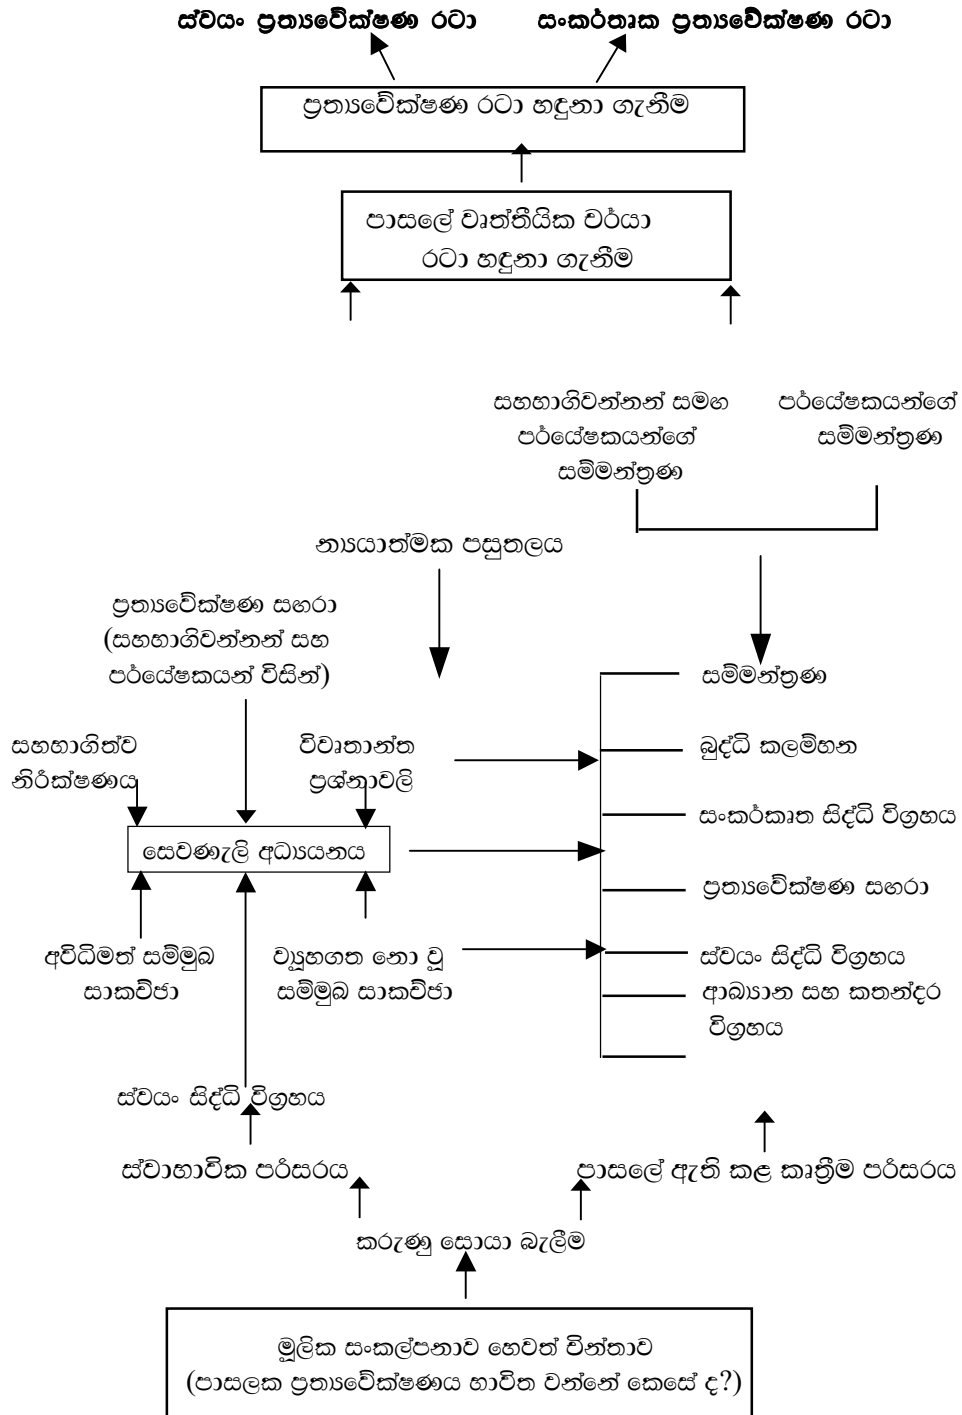 ස්වයං ප්‍රත්‍යවේක්ෂණ රටා
සංකර්තෘක ප්‍රත්‍යවේක්ෂණ රටා
ප්‍රත්‍යවේක්ෂණ රටා හඳුනා ගැනීම
පාසලේ වෘත්තීයික චර්යා
රටා හඳුනා ගැනීම
සහභාගිවන්නන් සමඟ
පර්යේෂකයන්ගේ
සම්මන්ත්‍රණ
පර්යේෂකයන්ගේ
සම්මන්ත්‍රණ
න්‍යයාත්මක පසුතලය
ප්‍රත්‍යවේක්ෂණ සඟරා
(සහභාගිවන්නන් සහ
පර්යේෂකයන් විසින්)
සහභාගිත්ව
නිරීක්ෂණය
විවෘතාන්ත
ප්‍රශ්නාවලි
සෙවණැලි අධ්‍යයනය
අවිධිමත් සම්මුඛ
සාකච්ඡා
ව්‍යූහගත නො වූ
සම්මුඛ සාකච්ඡා
සම්මන්ත්‍රණ
බුද්ධි කලම්භන
සංකර්කෘත සිද්ධි විග්‍රහය
ප්‍රත්‍යවේක්ෂණ සඟරා
ස්වයං සිද්ධි විග්‍රහය
ආඛ්‍යාන සහ කතන්දර
විග්‍රහය
ස්වයං සිද්ධි විග්‍රහය
ස්වාභාවික පරිසරය
පාසලේ ඇති කළ කෘත්‍රීම පරිසරය
කරුණු සොයා බැලීම
මූලික සංකල්පනාව හෙවත් චින්තාව
(පාසලක ප්‍රත්‍යවේක්ෂණය භාවිත වන්නේ කෙසේ ද?)